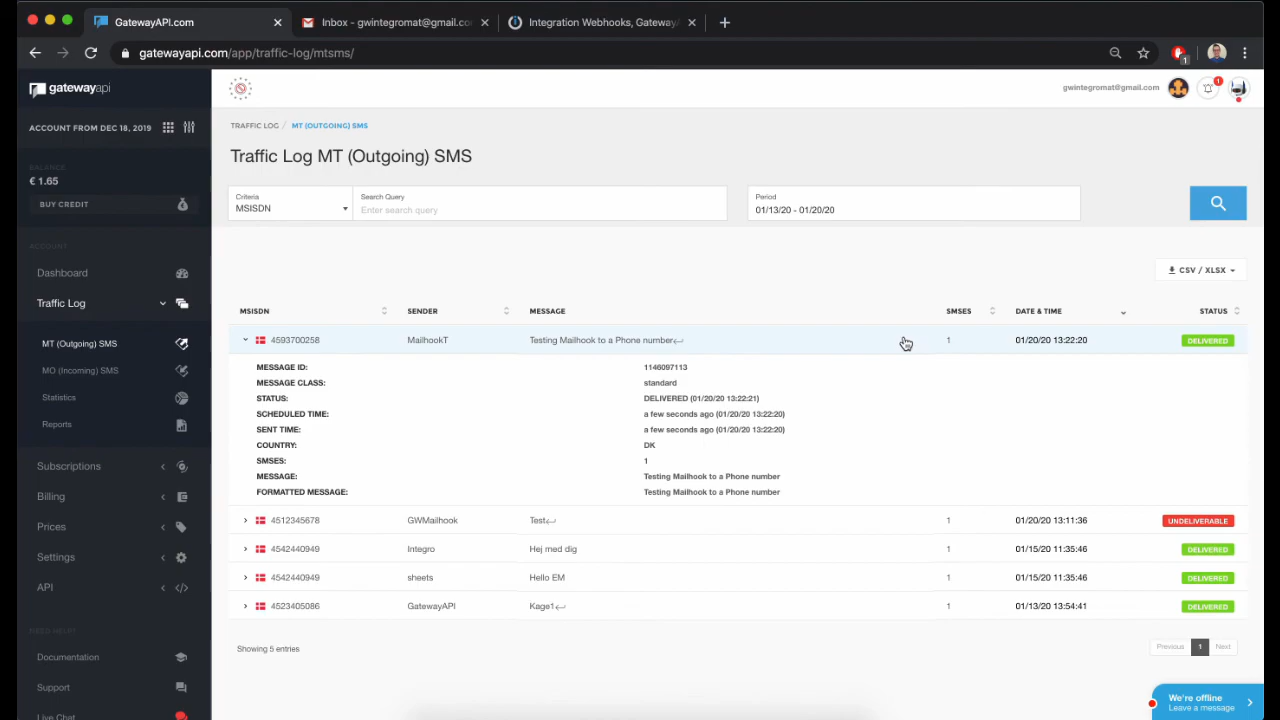 GatewayAPI.com
Inbox - gwintegromat@gmail.co
Integration Webhooks, Gateway/
gatewayapi.com/app/traffic-log/mtsms/
1
gatewayapi
gwintegromat@gmail.com
1
ACCOUNT FROM DEC 18, 2019
TRAFFIC LOG / MT (OUTGOING) SMS
Traffic Log MT (Outgoing) SMS
BALANCE
€ 1.65
BUY CREDIT
Criteria
MSISDN
Search Query
Enter search query
Period
01/13/20 - 01/20/20
ACCOUNT
Dashboard
Traffic Log
MT (Outgoing) SMS
MO (Incoming) SMS
Statistics
Reports
Subscriptions
Billing
Prices
Settings
API
NEED HELP?
Documentation
Support
Live Chat
CSV / XLSX
MSISDN SENDER MESSAGE SMSES DATE & TIME STATUS
4593700258 MailhookT Testing Mailhook to a Phone number↵ 1 01/20/20 13:22:20 DELIVERED
MESSAGE ID: 1146097113
MESSAGE CLASS: standard
STATUS: DELIVERED (01/20/20 13:22:21)
SCHEDULED TIME: a few seconds ago (01/20/20 13:22:20)
SENT TIME: a few seconds ago (01/20/20 13:22:20)
COUNTRY: DK
SMSES: 1
MESSAGE: Testing Mailhook to a Phone number
FORMATTED MESSAGE: Testing Mailhook to a Phone number
4512345678 GWMailhook Test↵ 1 01/20/20 13:11:36 UNDELIVERABLE
4542440949 Integro Hej med dig 1 01/15/20 11:35:46 DELIVERED
4542440949 sheets Hello EM 1 01/15/20 11:35:46 DELIVERED
4523405086 GatewayAPI Kage1↵ 1 01/13/20 13:54:41 DELIVERED
Showing 5 entries
Previous 1 Next
We're offline
Leave a message